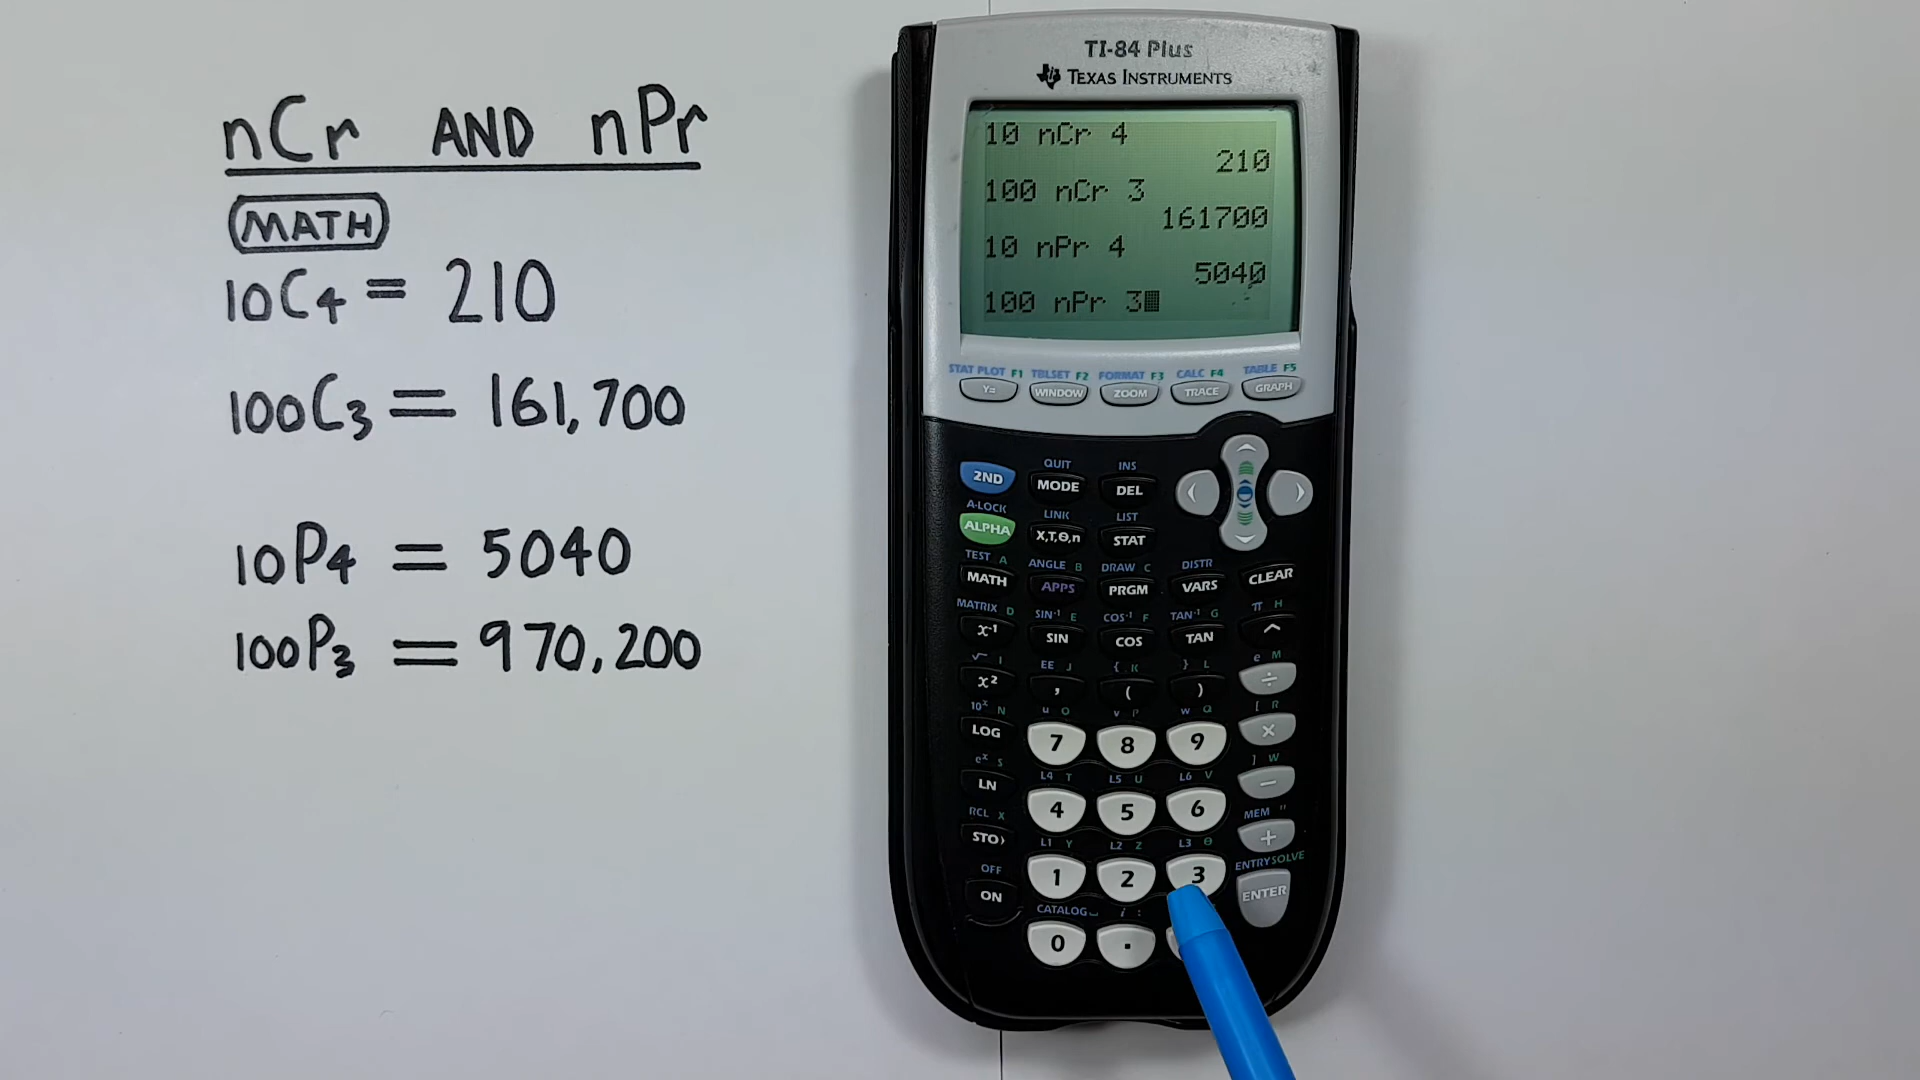 nCr AND nPr
MATH
10C4 = 210
100C3 = 161,700
10P4 = 5040
100P3 = 970,200
TI-84 Plus
TEXAS INSTRUMENTS
10 nCr 4
210
100 nCr 3
161700
10 nPr 4
5040
100 nPr 3
STAT PLOT F1 TBLSET F2 FORMAT F3 CALC F4 TABLE F5
Y= WINDOW ZOOM TRACE GRAPH
QUIT INS
2ND MODE DEL
A-LOCK LINK LIST
ALPHA X,T,θ,n STAT
TEST A ANGLE B DRAW C DISTR
MATH APPS PRGM VARS CLEAR
MATRIX D SIN-1 E COS-1 F TAN-1 G π H
x-1 SIN COS TAN ^
√ I EE J { K } L e M
x² , ( ) ÷
10x N u O v P w Q [ R
LOG 7 8 9 ×
ex S L4 T L5 U L6 V ] W
LN 4 5 6 −
RCL X L1 Y L2 Z L3 θ MEM "
STO› 1 2 3 +
OFF CATALOG i : ENTRY SOLVE
ON 0 . ENTER